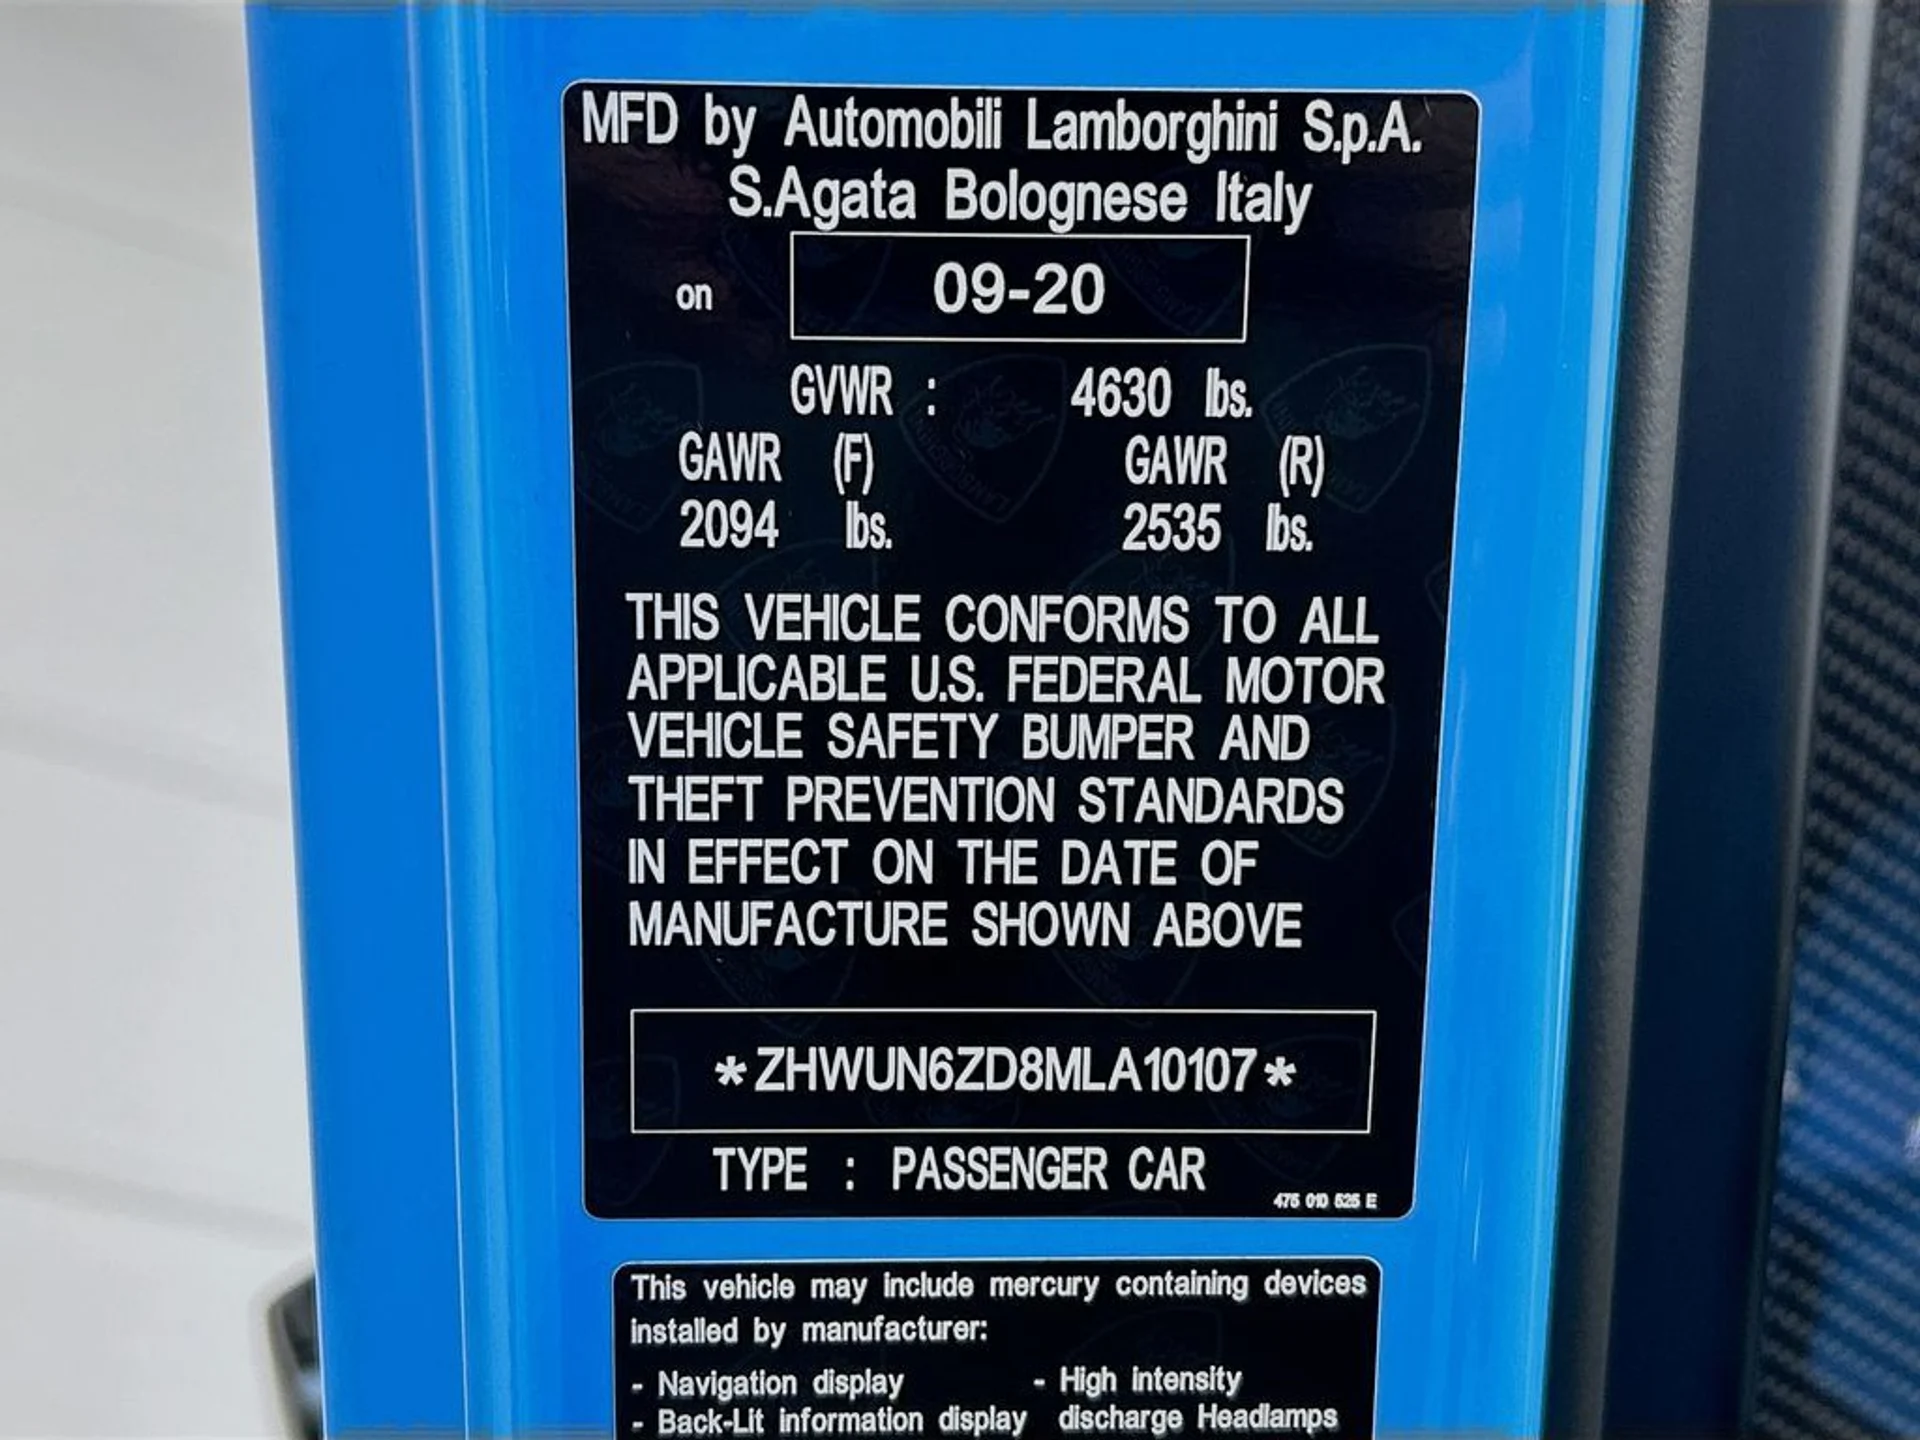 MFD by Automobili Lamborghini S.p.A.
S.Agata Bolognese Italy
on 09-20
GVWR : 4630 lbs.
GAWR (F) GAWR (R)
2094 lbs. 2535 lbs.
THIS VEHICLE CONFORMS TO ALL
APPLICABLE U.S. FEDERAL MOTOR
VEHICLE SAFETY BUMPER AND
THEFT PREVENTION STANDARDS
IN EFFECT ON THE DATE OF
MANUFACTURE SHOWN ABOVE
*ZHWUN6ZD8MLA10107*
TYPE : PASSENGER CAR
475 010 525 E
This vehicle may include mercury containing devices
installed by manufacturer:
- Navigation display - High intensity
- Back-Lit information display discharge Headlamps